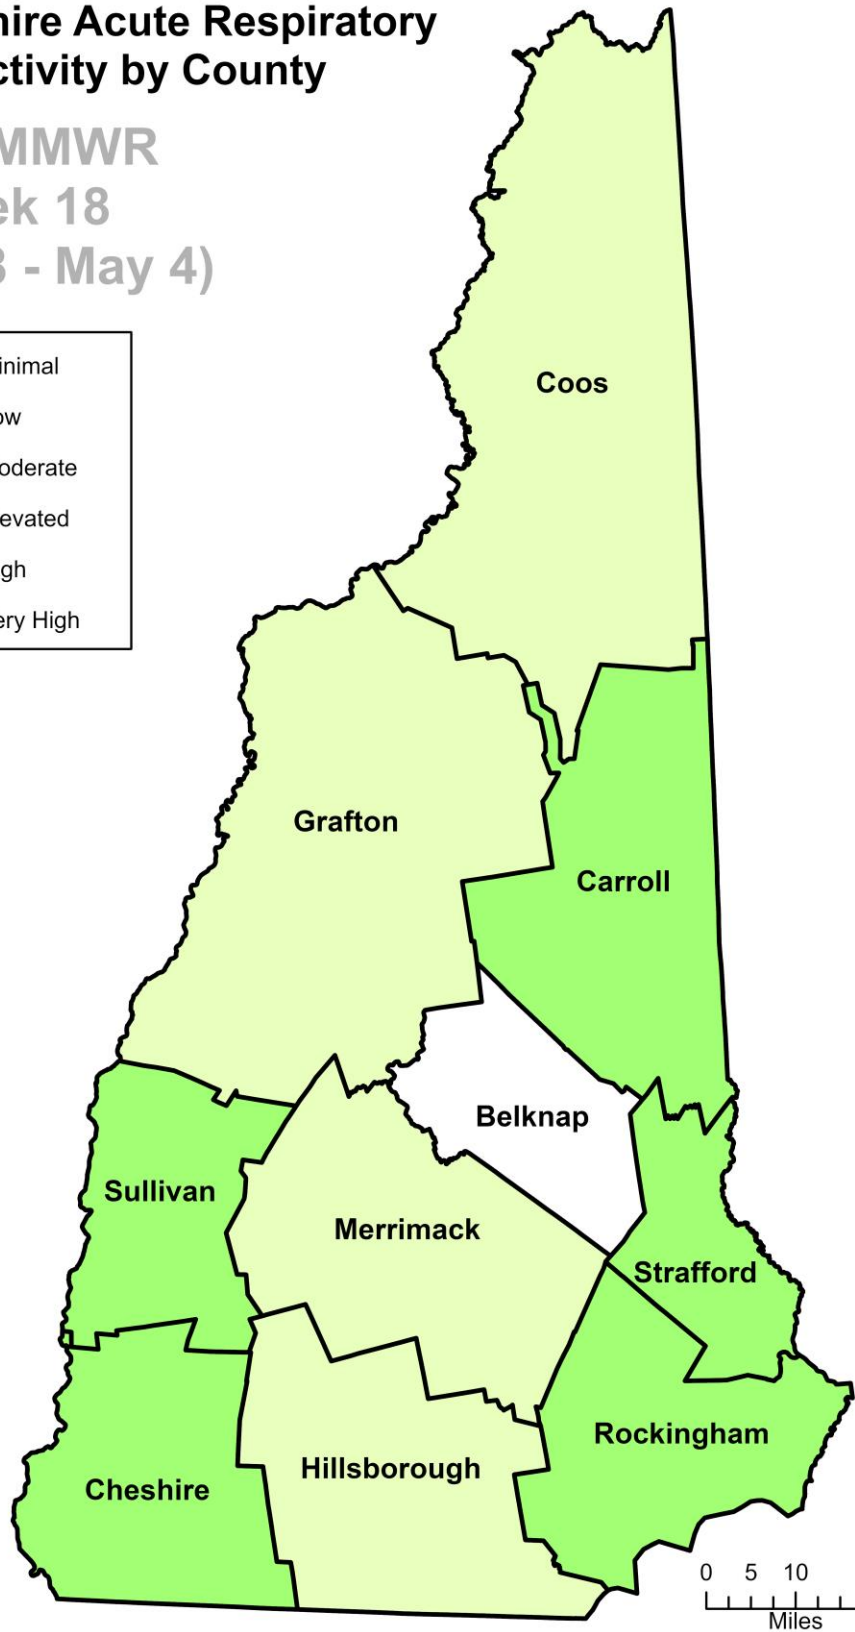 hire Acute Respiratory
ctivity by County
MMWR
ek 18
3 - May 4)
inimal
ow
oderate
evated
gh
ery High
Coos
Grafton
Carroll
Belknap
Sullivan
Merrimack
Strafford
Rockingham
Hillsborough
Cheshire
0 5 10
Miles